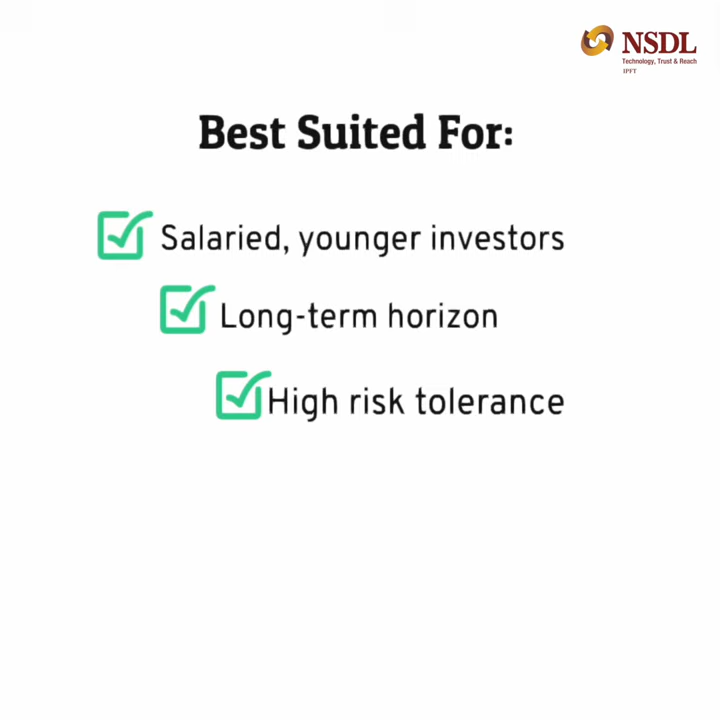 NSDL
Technology, Trust & Reach
IPFT
Best Suited For:
Salaried, younger investors
Long-term horizon
High risk tolerance